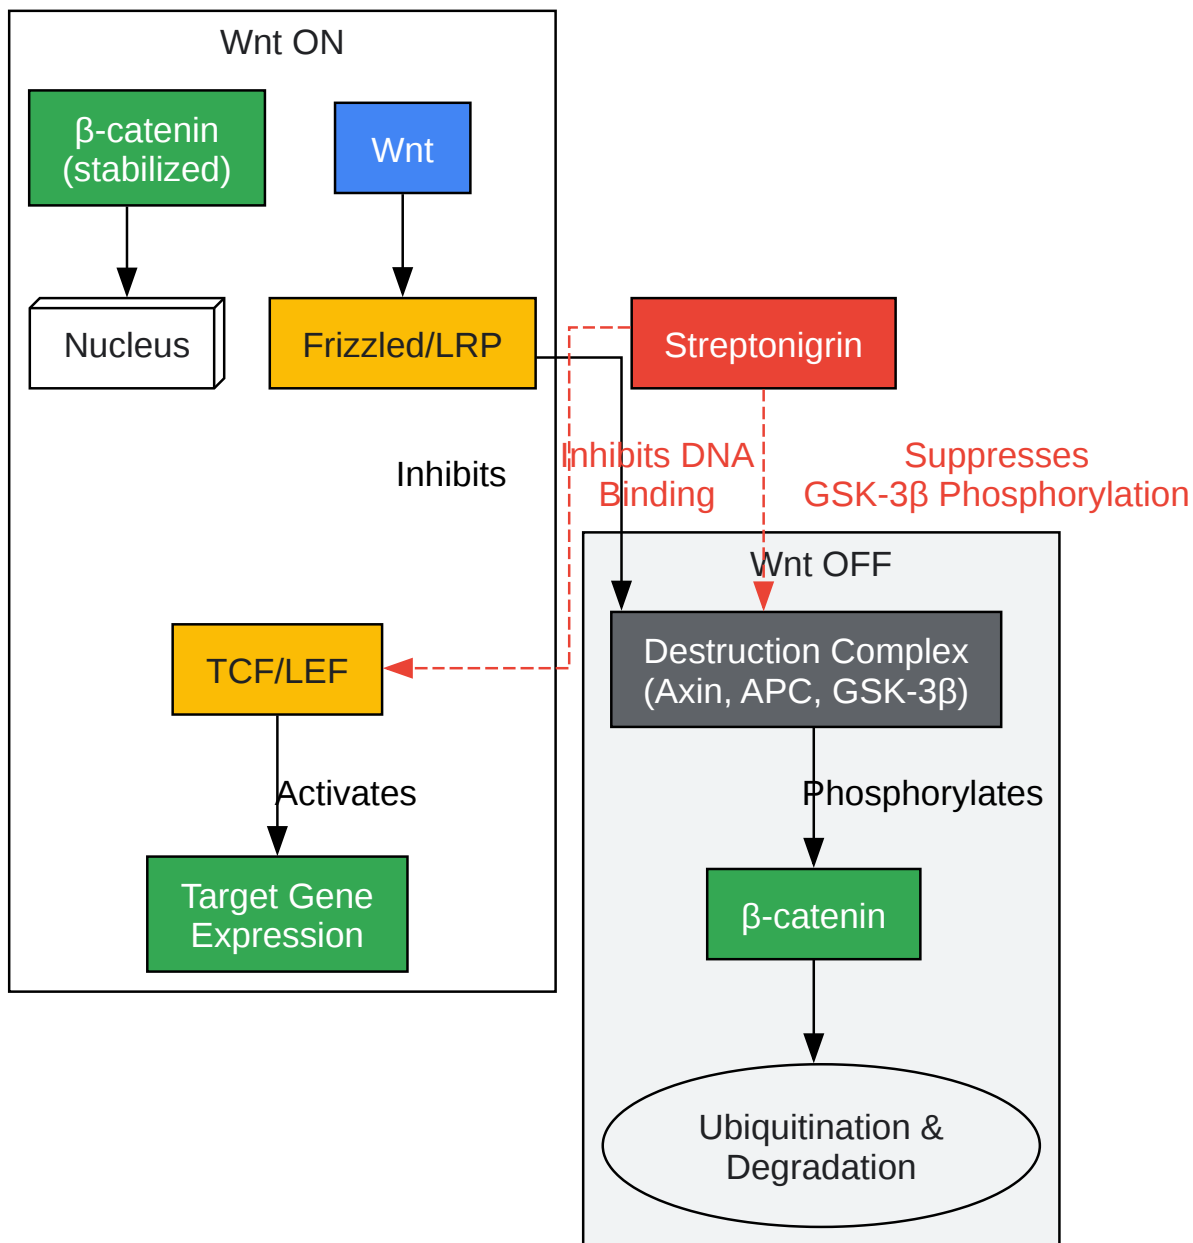 Wnt ON
β-catenin
(stabilized)
Wnt
Nucleus
Frizzled/LRP
Streptonigrin
Inhibits
Inhibits DNA
Binding
Suppresses
GSK-3β Phosphorylation
Wnt OFF
TCF/LEF
Destruction Complex
(Axin, APC, GSK-3β)
Activates
Phosphorylates
Target Gene
Expression
β-catenin
Ubiquitination &
Degradation